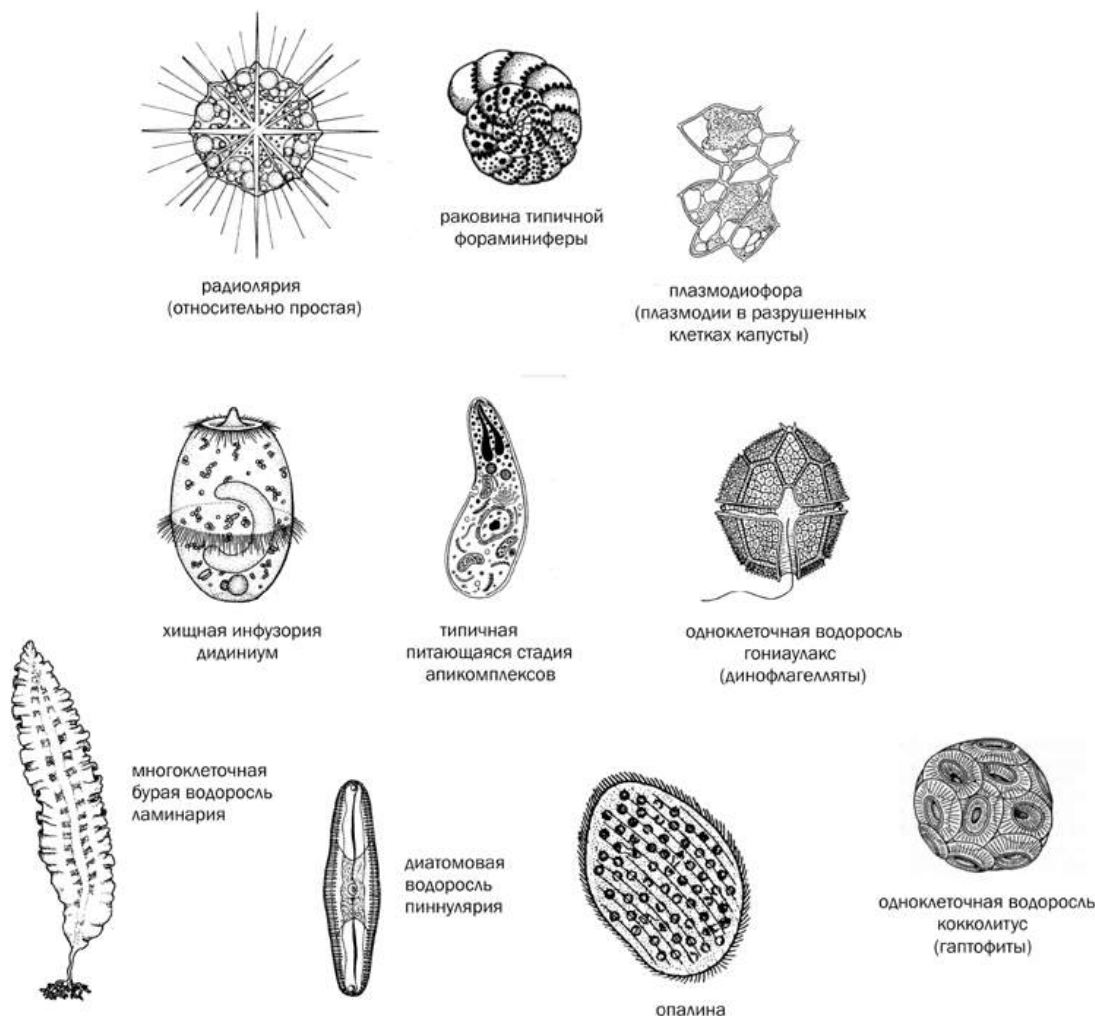 радиолярия
(относительно простая)
раковина типичной
фораминиферы
плазмодиофора
(плазмодии в разрушенных
клетках капусты)
хищная инфузория
дидиниум
типичная
питающаяся стадия
апикомплексов
одноклеточная водоросль
гониаулакс
(динофлагелляты)
многоклеточная
бурая водоросль
ламинария
диатомовая
водоросль
пиннулярия
опалина
одноклеточная водоросль
кокколитус
(гаптофиты)